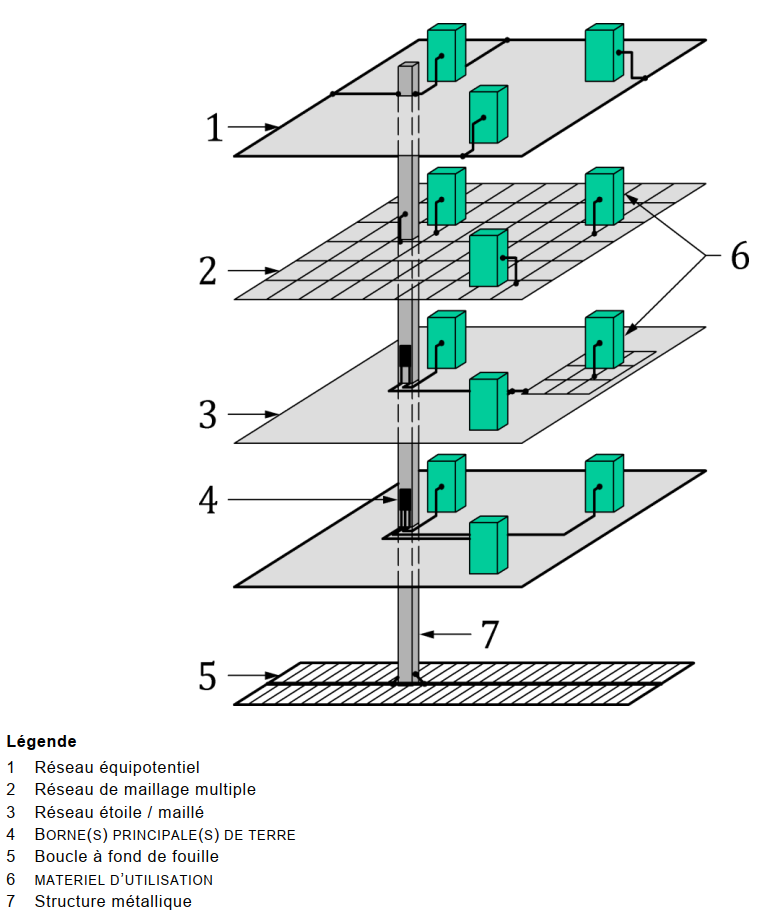 1
2
6
3
4
7
5
Légende
1 Réseau équipotentiel
2 Réseau de maillage multiple
3 Réseau étoile / maillé
4 BORNE(S) PRINCIPALE(S) DE TERRE
5 Boucle à fond de fouille
6 MATERIEL D’UTILISATION
7 Structure métallique